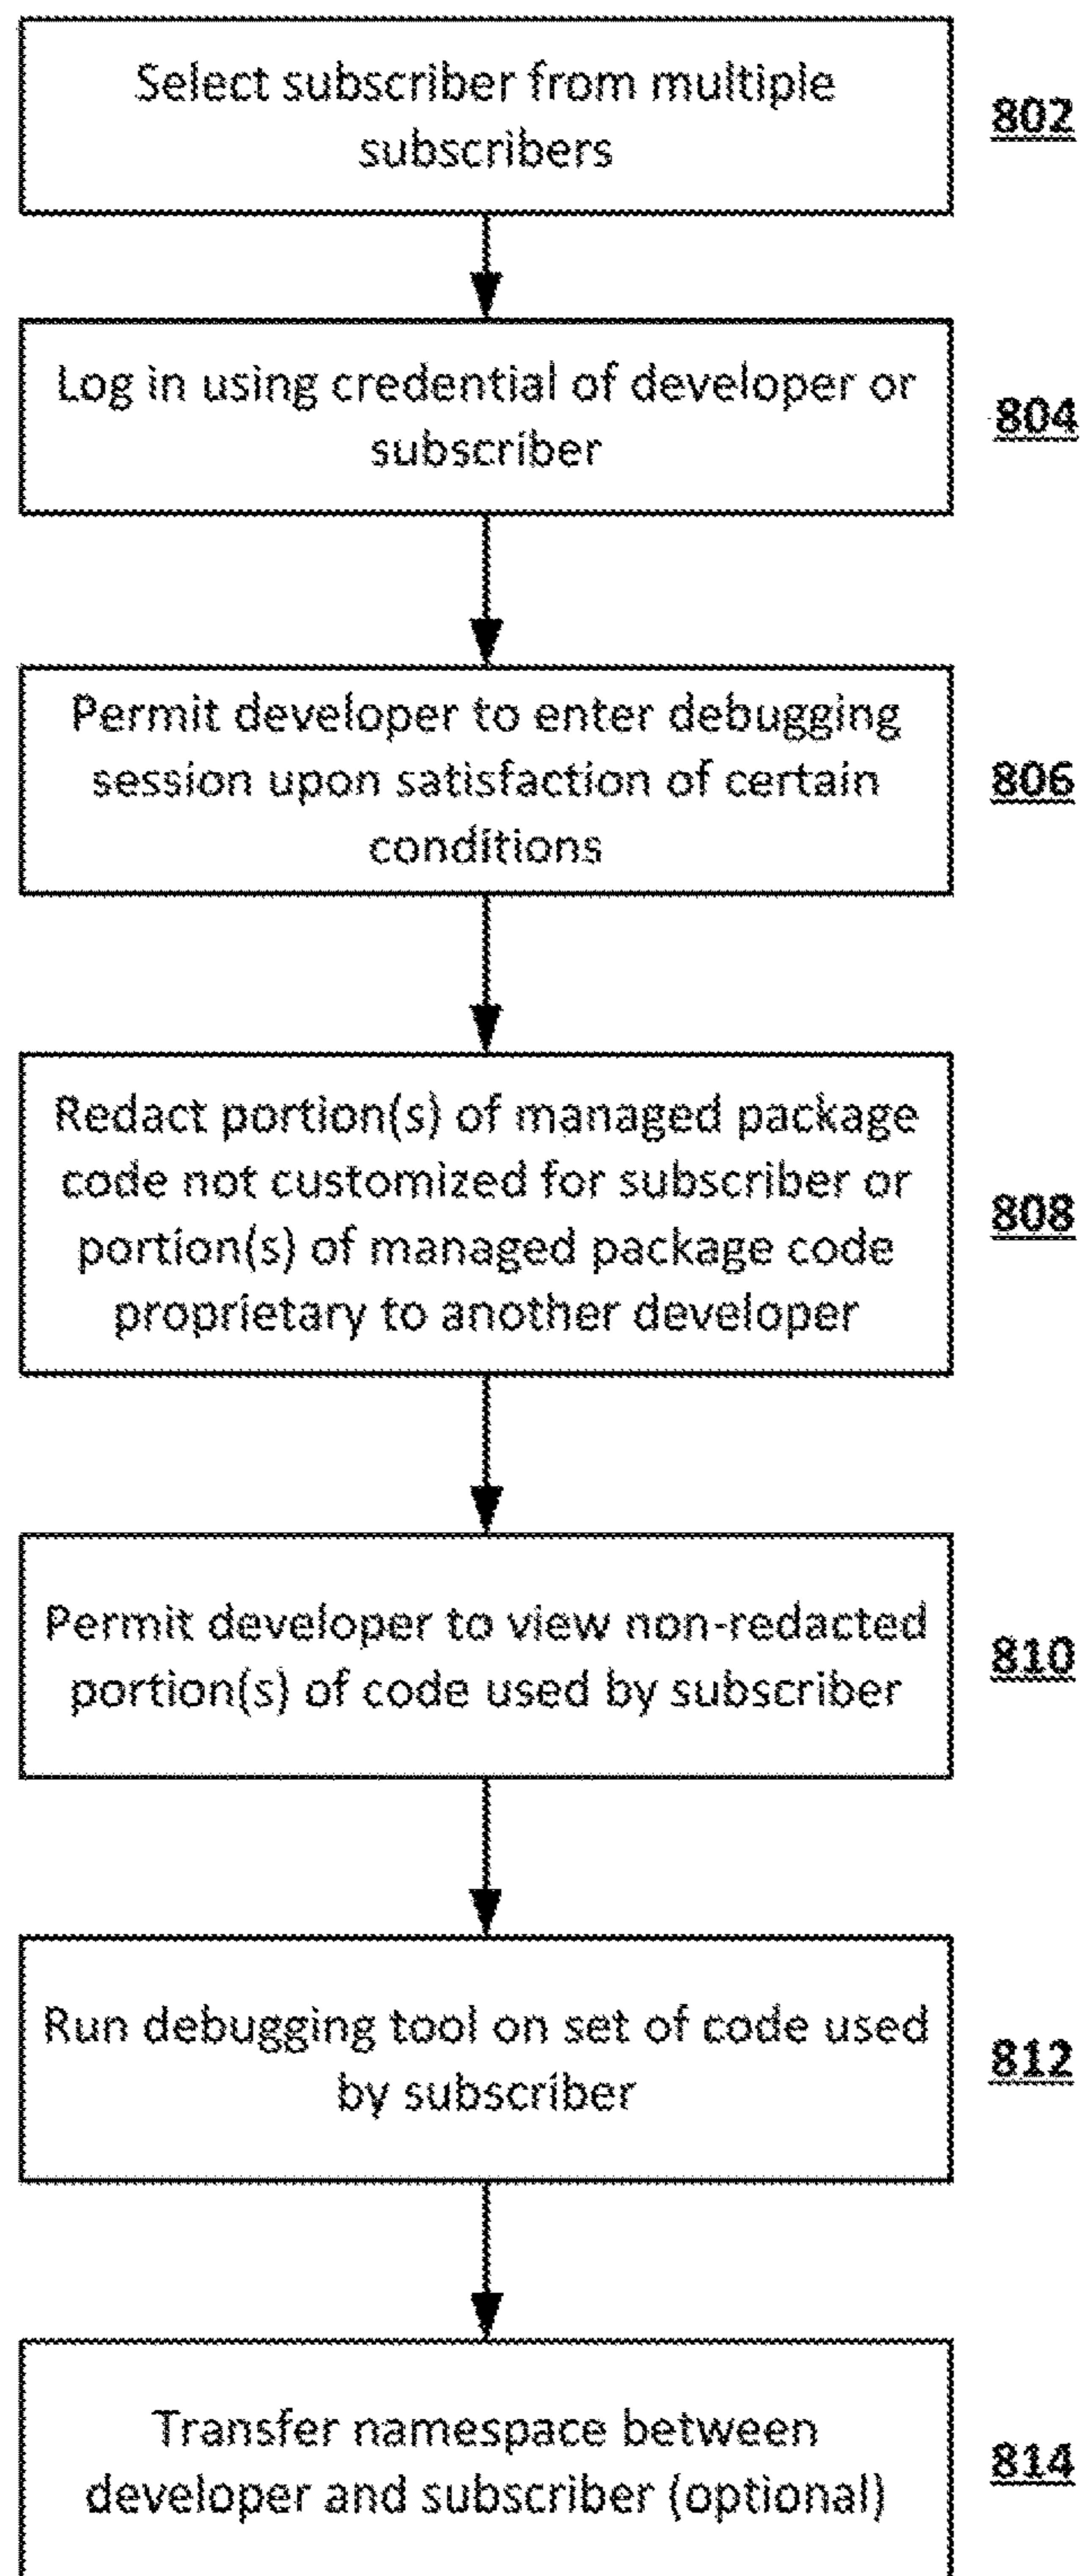 Select subscriber from multiple
subscribers
802
Log in using credential of developer or
subscriber
804
Permit developer to enter debugging
session upon satisfaction of certain
conditions
806
Redact portion(s) of managed package
code not customized for subscriber or
portion(s) of managed package code
proprietary to another developer
808
Permit developer to view non-redacted
portion(s) of code used by subscriber
810
Run debugging tool on set of code used
by subscriber
812
Transfer namespace between
developer and subscriber (optional)
814